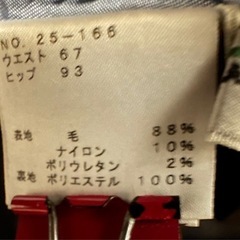 NO. 25-166
ウエスト 67
ヒップ 93
表地 毛 88%
ナイロン 10%
ポリウレタン 2%
裏地 ポリエステル 100%